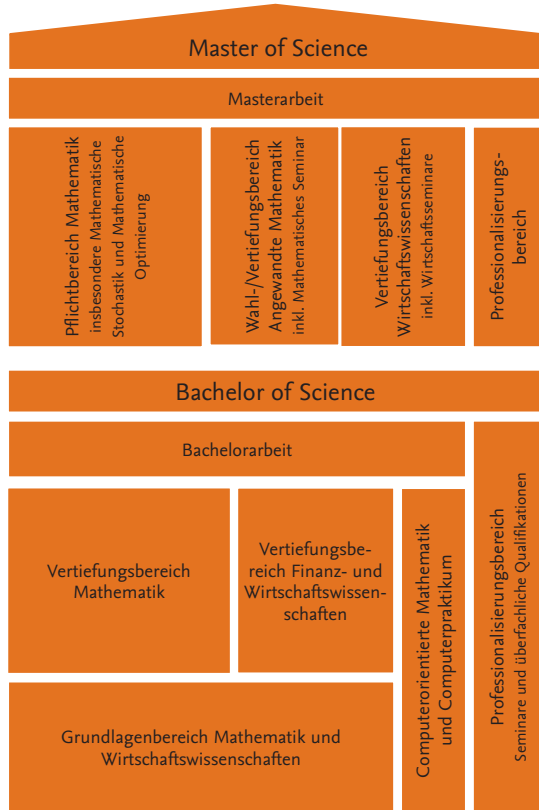 Master of Science
Masterarbeit
Pflichtbereich Mathematik
insbesondere Mathematische
Stochastik und Mathematische
Optimierung
Wahl-/Vertiefungsbereich
Angewandte Mathematik
inkl. Mathematisches Seminar
Vertiefungsbereich
Wirtschaftswissenschaften
inkl. Wirtschaftsseminare
Professionalisierungs-
bereich
Bachelor of Science
Bachelorarbeit
Vertiefungsbereich
Mathematik
Vertiefungsbe-
reich Finanz- und
Wirtschaftswissen-
schaften
Grundlagenbereich Mathematik und
Wirtschaftswissenschaften
Computerorientierte Mathematik
und Computerpraktikum
Professionalisierungsbereich
Seminare und überfachliche Qualifikationen